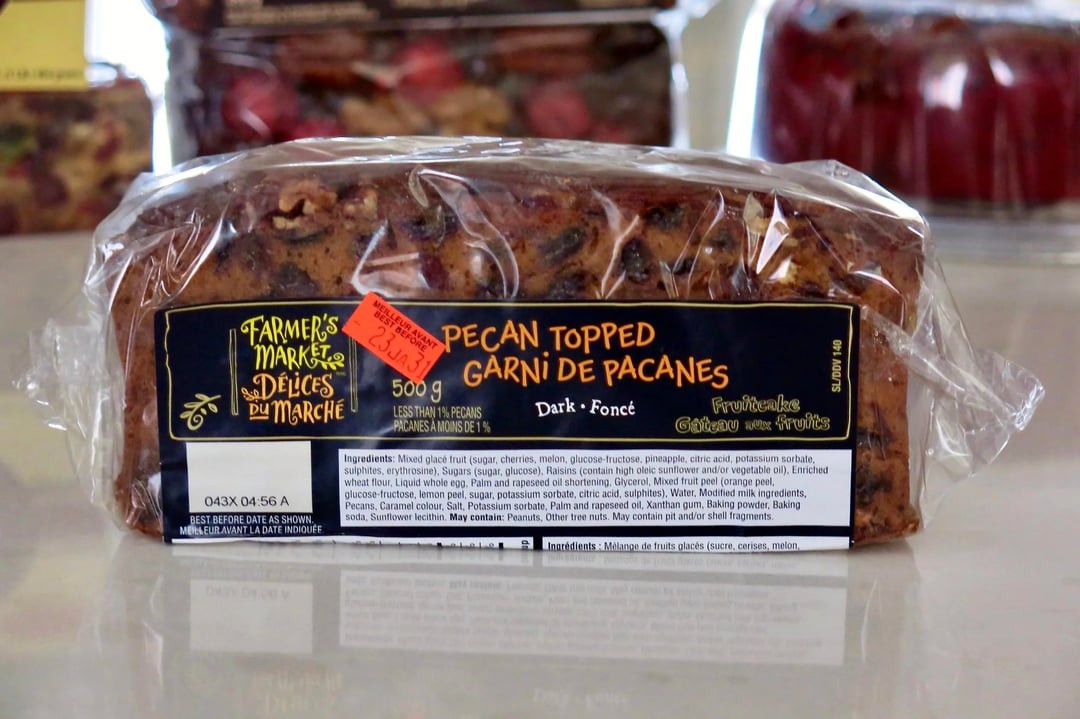 FARMER'S
MARKET
DÉLICES
DU MARCHÉ
MEILLEUR AVANT
BEST BEFORE
23JA31
PECAN TOPPED
GARNI DE PACANES
500 g
LESS THAN 1% PECANS
PACANES À MOINS DE 1 %
Dark • Foncé
Fruitcake
Gâteau aux fruits
SL/DDV 140
043X 04:56 A
BEST BEFORE DATE AS SHOWN.
MEILLEUR AVANT LA DATE INDIQUÉE
Ingredients: Mixed glacé fruit (sugar, cherries, melon, glucose-fructose, pineapple, citric acid, potassium sorbate,
sulphites, erythrosine), Sugars (sugar, glucose), Raisins (contain high oleic sunflower and/or vegetable oil), Enriched
wheat flour, Liquid whole egg, Palm and rapeseed oil shortening, Glycerol, Mixed fruit peel (orange peel,
glucose-fructose, lemon peel, sugar, potassium sorbate, citric acid, sulphites), Water, Modified milk ingredients,
Pecans, Caramel colour, Salt, Potassium sorbate, Palm and rapeseed oil, Xanthan gum, Baking powder, Baking
soda, Sunflower lecithin. May contain: Peanuts, Other tree nuts. May contain pit and/or shell fragments.
Ingrédients : Mélange de fruits glacés (sucre, cerises, melon,